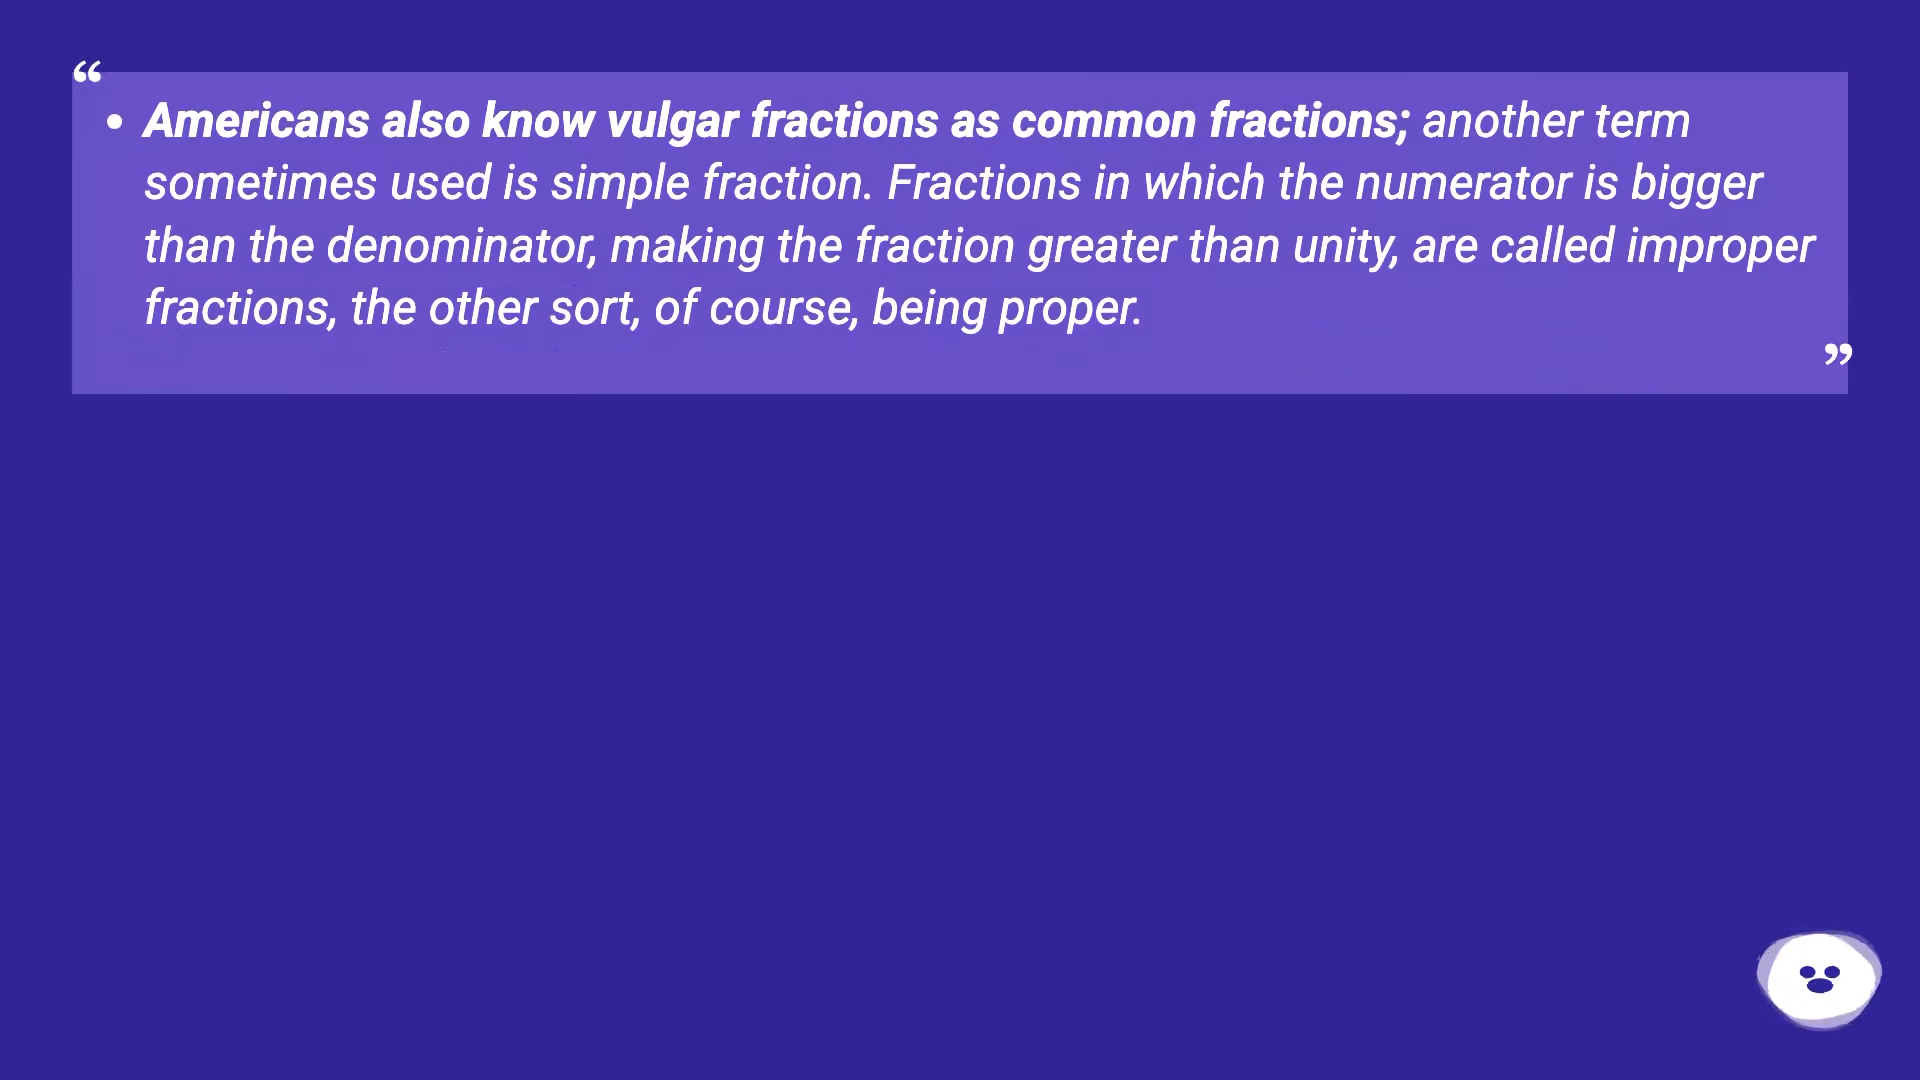 “
• Americans also know vulgar fractions as common fractions; another term
sometimes used is simple fraction. Fractions in which the numerator is bigger
than the denominator, making the fraction greater than unity, are called improper
fractions, the other sort, of course, being proper.
”